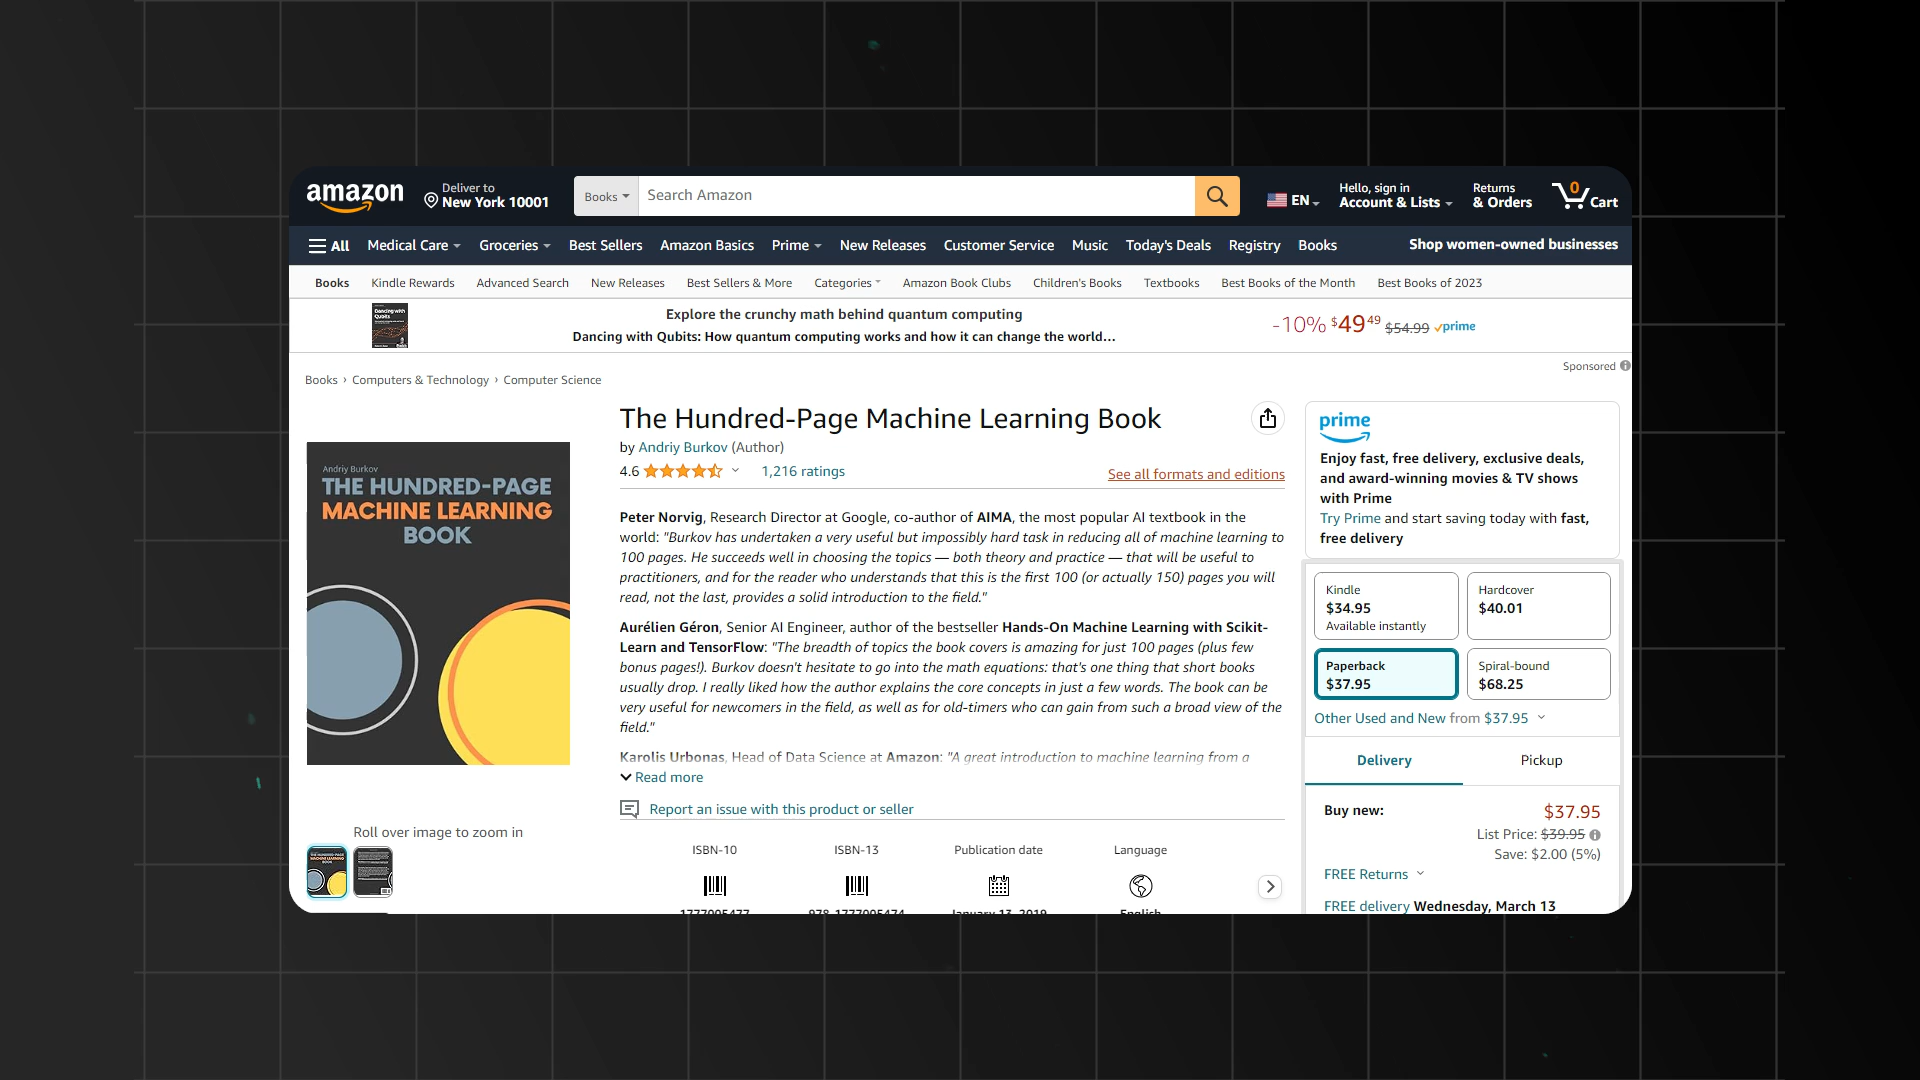 amazon
Deliver to
New York 10001
Books
Search Amazon
EN
Hello, sign in
Account & Lists
Returns
& Orders
0
Cart
All
Medical Care
Groceries
Best Sellers
Amazon Basics
Prime
New Releases
Customer Service
Music
Today's Deals
Registry
Books
Shop women-owned businesses
Books
Kindle Rewards
Advanced Search
New Releases
Best Sellers & More
Categories
Amazon Book Clubs
Children's Books
Textbooks
Best Books of the Month
Best Books of 2023
Dancing with
Qubits
Explore the crunchy math behind quantum computing
Dancing with Qubits: How quantum computing works and how it can change the world…
-10% $49 49 $54.99 prime
Sponsored
Books › Computers & Technology › Computer Science
Andriy Burkov
THE HUNDRED-PAGE
MACHINE LEARNING
BOOK
Roll over image to zoom in
The Hundred-Page Machine Learning Book
by Andriy Burkov (Author)
4.6
1,216 ratings
See all formats and editions
Peter Norvig, Research Director at Google, co-author of AIMA, the most popular AI textbook in the
world: "Burkov has undertaken a very useful but impossibly hard task in reducing all of machine learning to
100 pages. He succeeds well in choosing the topics — both theory and practice — that will be useful to
practitioners, and for the reader who understands that this is the first 100 (or actually 150) pages you will
read, not the last, provides a solid introduction to the field."
Aurélien Géron, Senior AI Engineer, author of the bestseller Hands-On Machine Learning with Scikit-
Learn and TensorFlow: "The breadth of topics the book covers is amazing for just 100 pages (plus few
bonus pages!). Burkov doesn't hesitate to go into the math equations: that's one thing that short books
usually drop. I really liked how the author explains the core concepts in just a few words. The book can be
very useful for newcomers in the field, as well as for old-timers who can gain from such a broad view of the
field."
Karolis Urbonas, Head of Data Science at Amazon: "A great introduction to machine learning from a
Read more
Report an issue with this product or seller
ISBN-10
1777005477
ISBN-13
978-1777005474
Publication date
January 13, 2019
Language
English
prime
Enjoy fast, free delivery, exclusive deals,
and award-winning movies & TV shows
with Prime
Try Prime and start saving today with fast,
free delivery
Kindle
$34.95
Available instantly
Hardcover
$40.01
Paperback
$37.95
Spiral-bound
$68.25
Other Used and New from $37.95
Delivery
Pickup
Buy new:
$37.95
List Price: $39.95
Save: $2.00 (5%)
FREE Returns
FREE delivery Wednesday, March 13